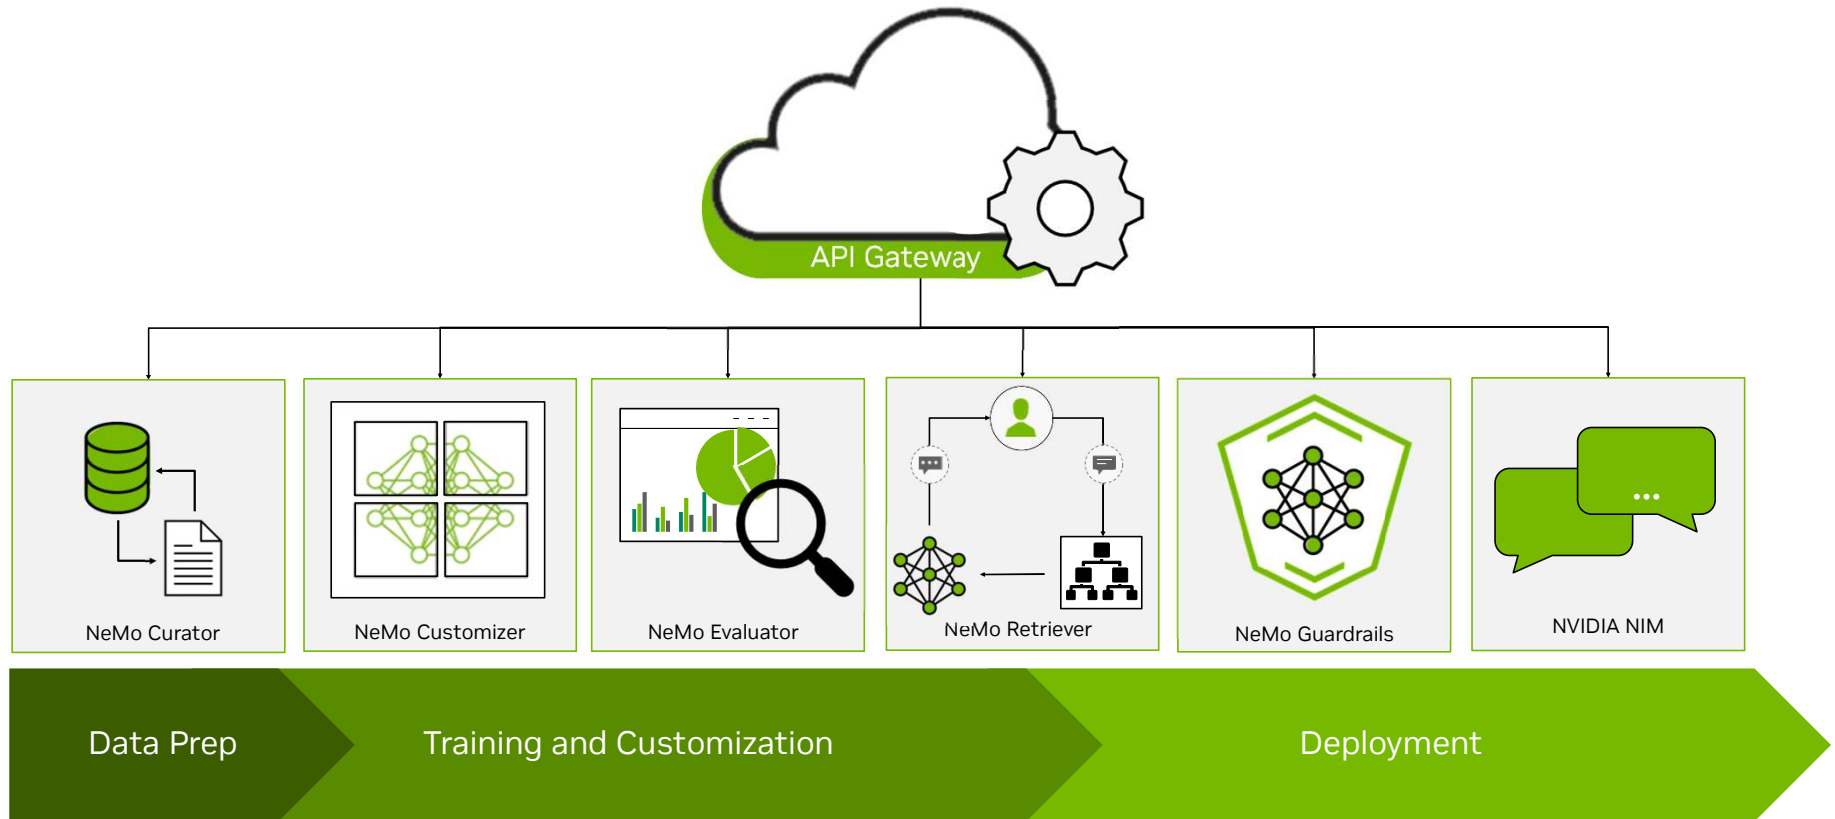 API Gateway
NeMo Curator
NeMo Customizer
NeMo Evaluator
NeMo Retriever
NeMo Guardrails
NVIDIA NIM
Data Prep
Training and Customization
Deployment